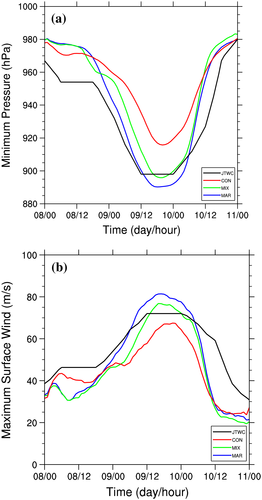 (a)
Minimum Pressure (hPa)
1000
980
960
940
920
900
880
JTWC
CON
MIX
MAR
08/00 08/12 09/00 09/12 10/00 10/12 11/00
Time (day/hour)
(b)
Maximum Surface Wind (m/s)
100
80
60
40
20
0
JTWC
CON
MIX
MAR
08/00 08/12 09/00 09/12 10/00 10/12 11/00
Time (day/hour)